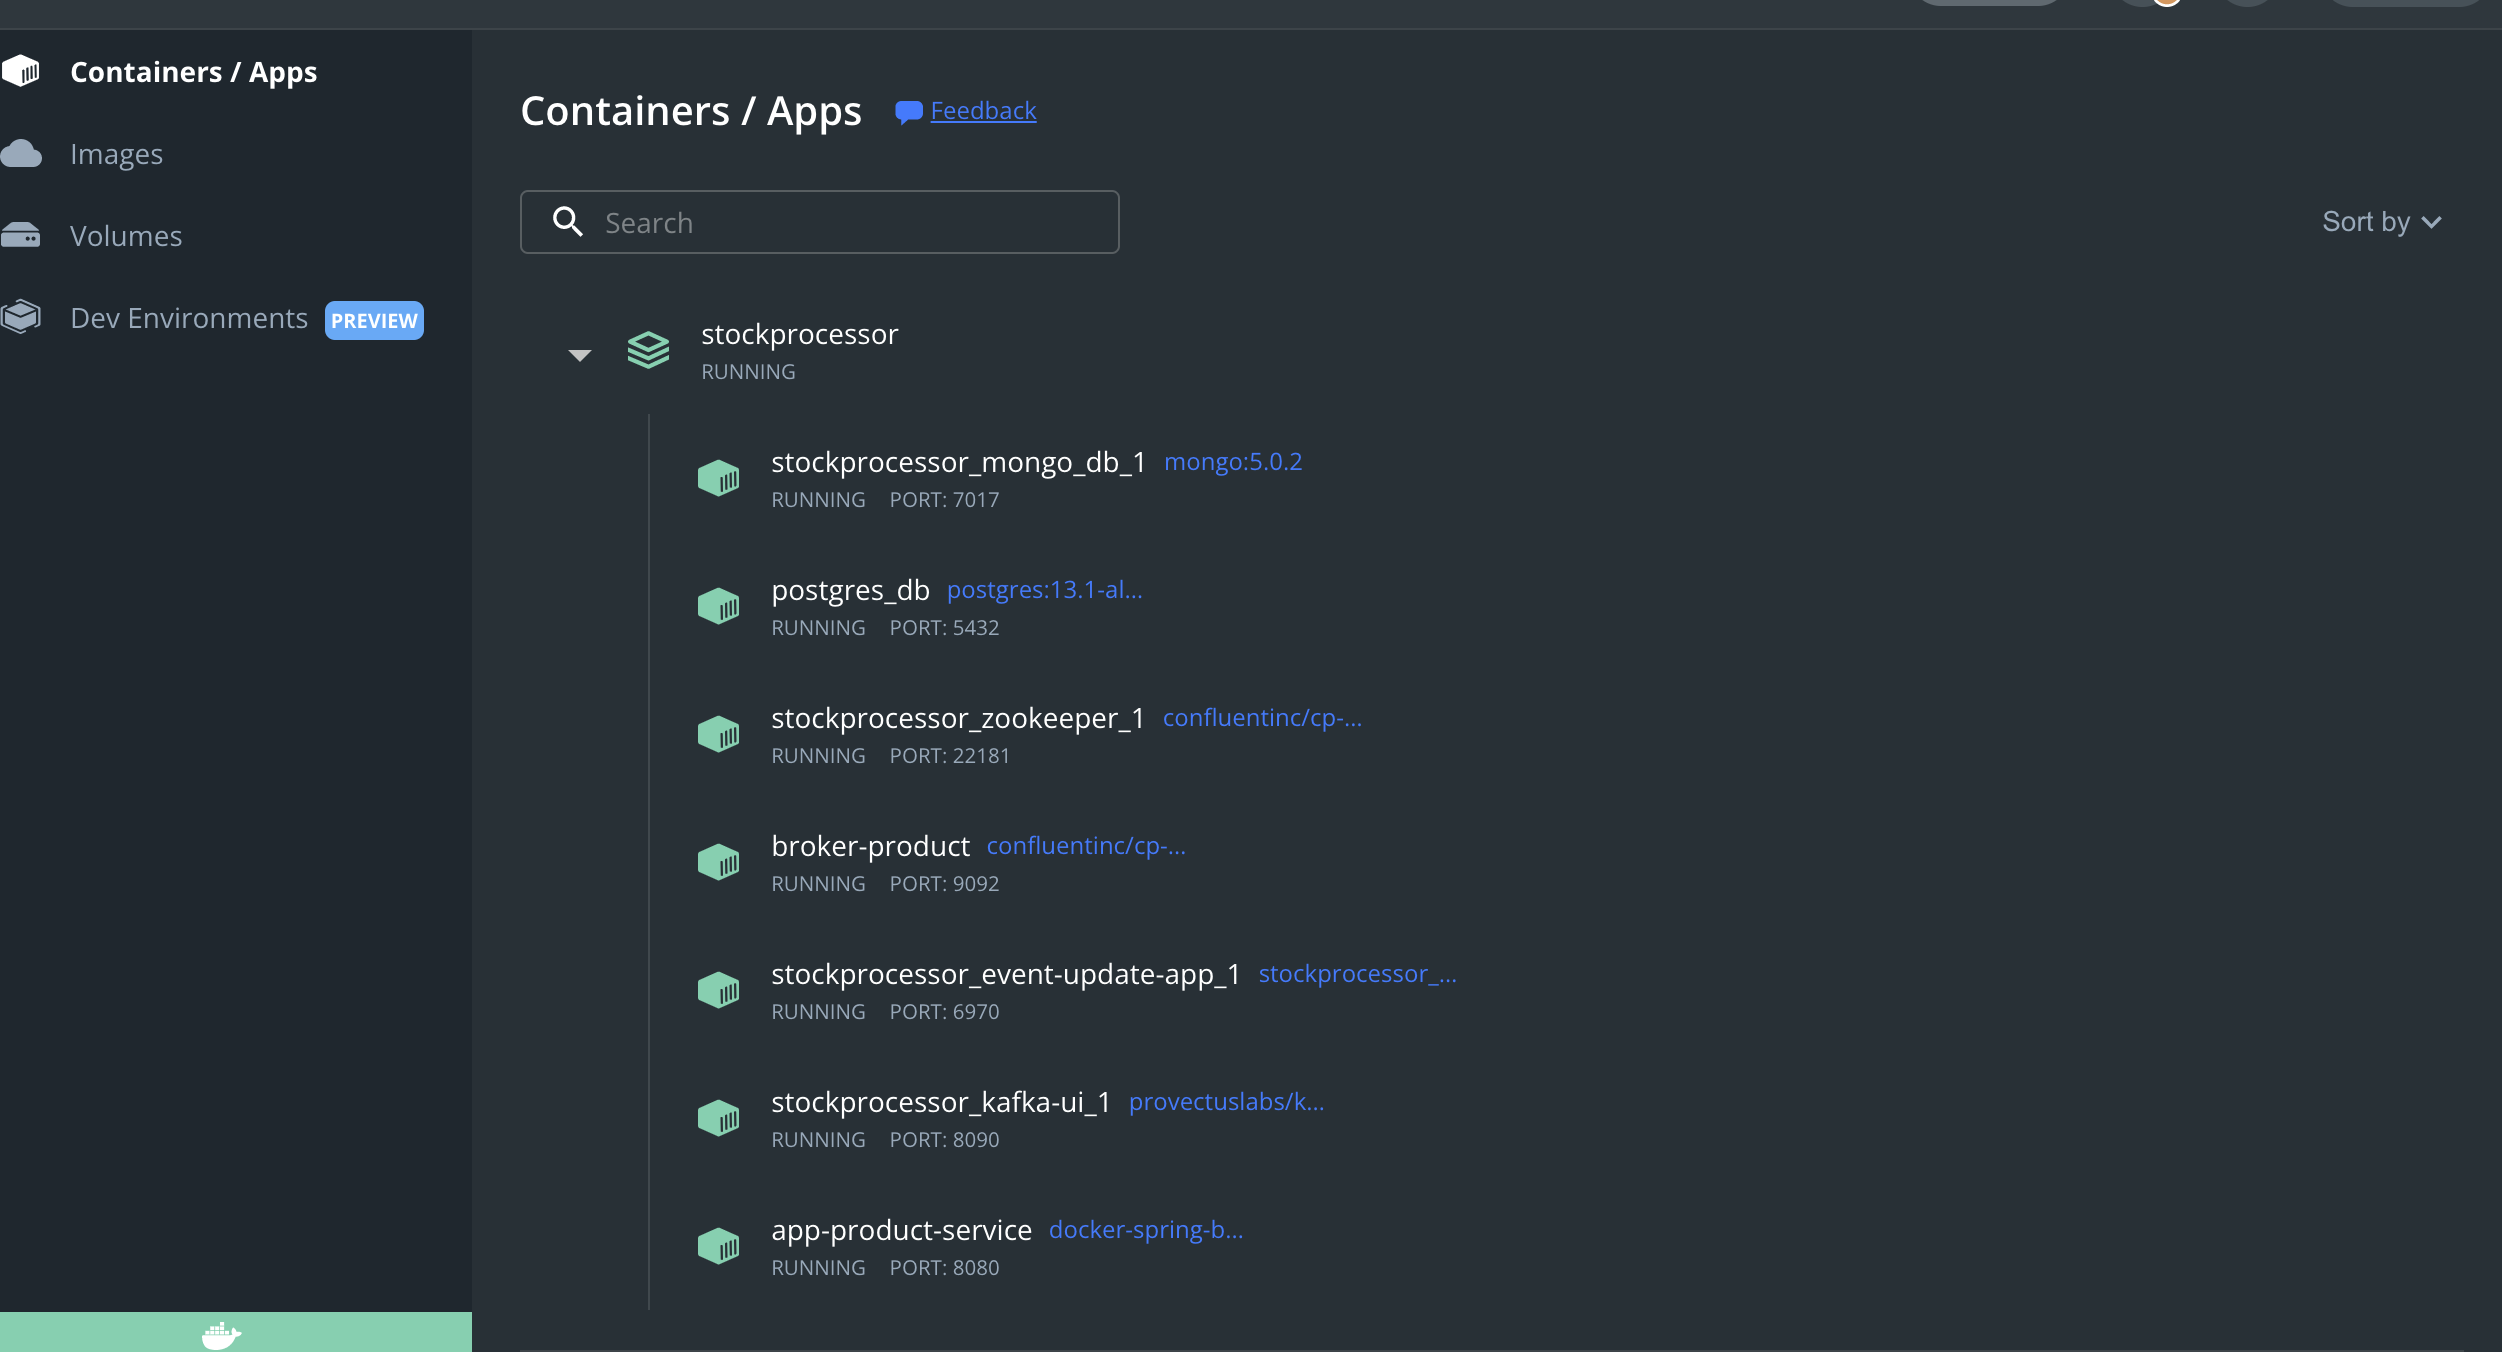 Containers / Apps
Images
Volumes
Dev Environments PREVIEW
Containers / Apps Feedback
Search
Sort by
stockprocessor
RUNNING
stockprocessor_mongo_db_1 mongo:5.0.2
RUNNING PORT: 7017
postgres_db postgres:13.1-al...
RUNNING PORT: 5432
stockprocessor_zookeeper_1 confluentinc/cp-...
RUNNING PORT: 22181
broker-product confluentinc/cp-...
RUNNING PORT: 9092
stockprocessor_event-update-app_1 stockprocessor_...
RUNNING PORT: 6970
stockprocessor_kafka-ui_1 provectuslabs/k...
RUNNING PORT: 8090
app-product-service docker-spring-b...
RUNNING PORT: 8080